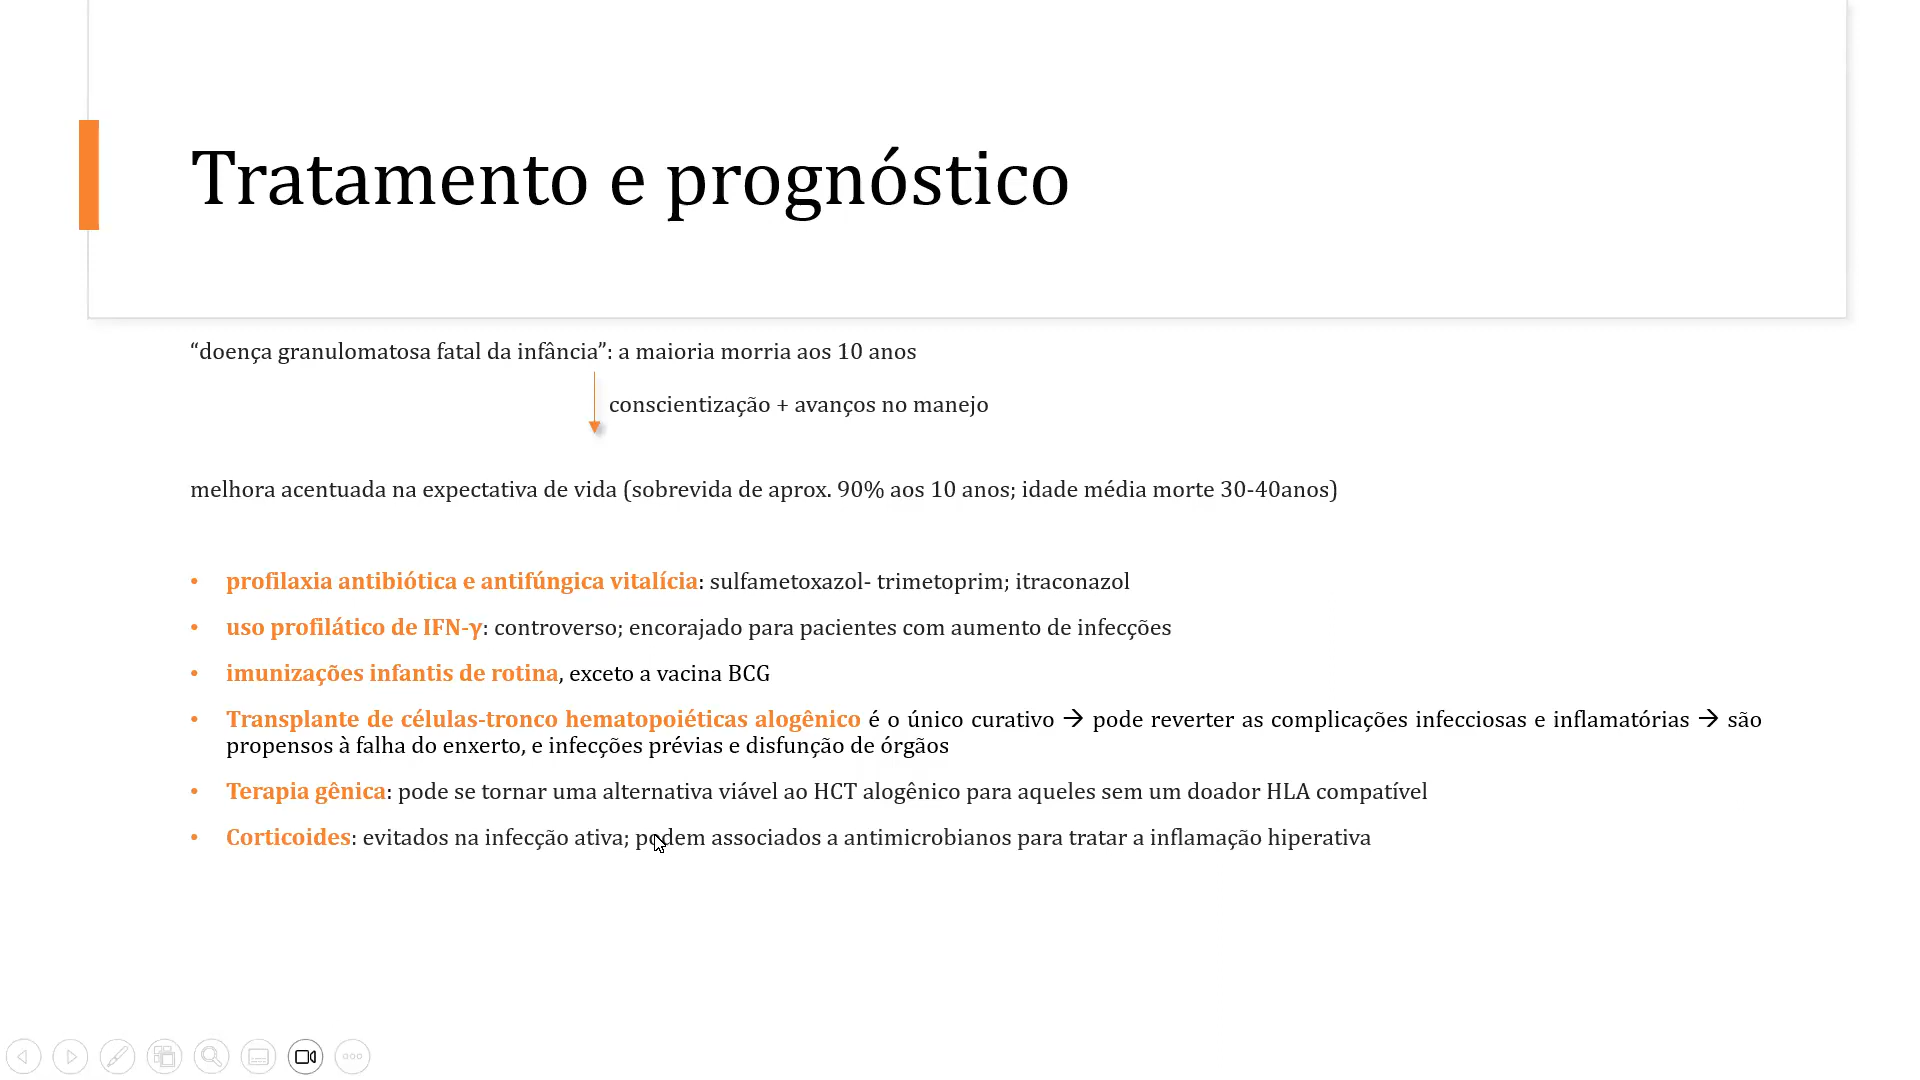 Tratamento e prognóstico
“doença granulomatosa fatal da infância”: a maioria morria aos 10 anos
conscientização + avanços no manejo
melhora acentuada na expectativa de vida (sobrevida de aprox. 90% aos 10 anos; idade média morte 30-40anos)
• profilaxia antibiótica e antifúngica vitalícia: sulfametoxazol- trimetoprim; itraconazol
• uso profilático de IFN-γ: controverso; encorajado para pacientes com aumento de infecções
• imunizações infantis de rotina, exceto a vacina BCG
• Transplante de células-tronco hematopoiéticas alogênico é o único curativo → pode reverter as complicações infecciosas e inflamatórias → são
propensos à falha do enxerto, e infecções prévias e disfunção de órgãos
• Terapia gênica: pode se tornar uma alternativa viável ao HCT alogênico para aqueles sem um doador HLA compatível
• Corticoides: evitados na infecção ativa; podem associados a antimicrobianos para tratar a inflamação hiperativa